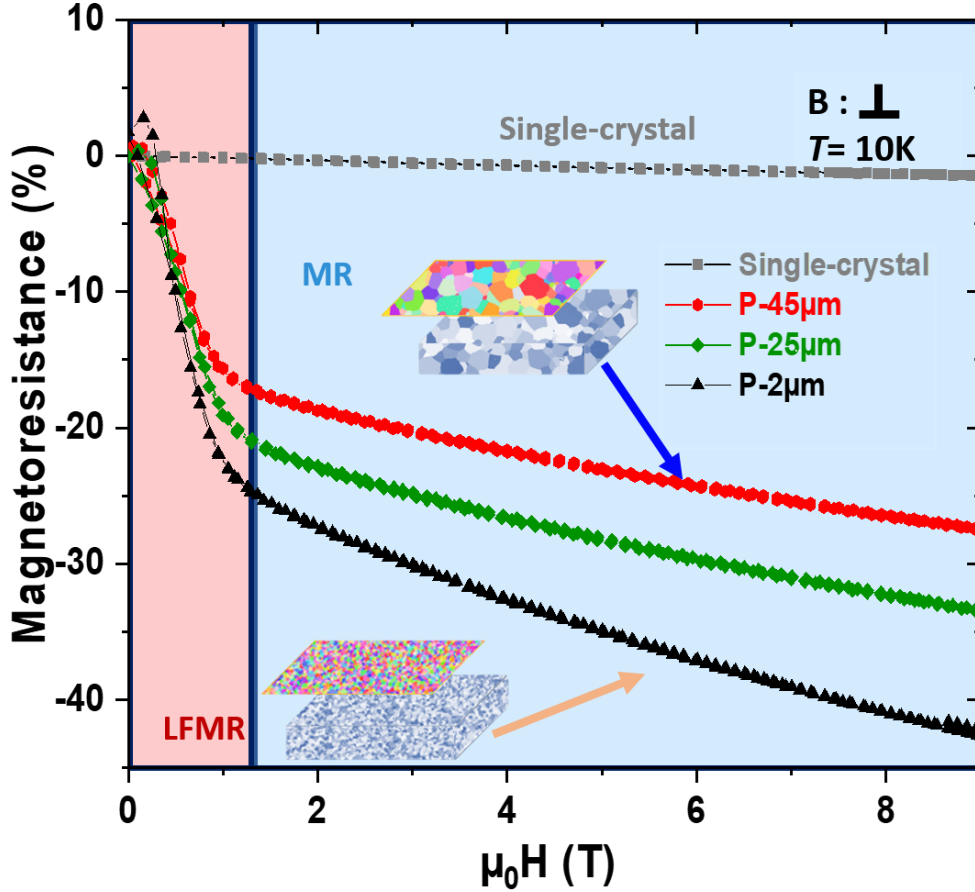 Magnetoresistance (%)
10
0
-10
-20
-30
-40
B : ⊥
T= 10K
Single-crystal
MR
Single-crystal
P-45µm
P-25µm
P-2µm
LFMR
0 2 4 6 8
µ₀H (T)